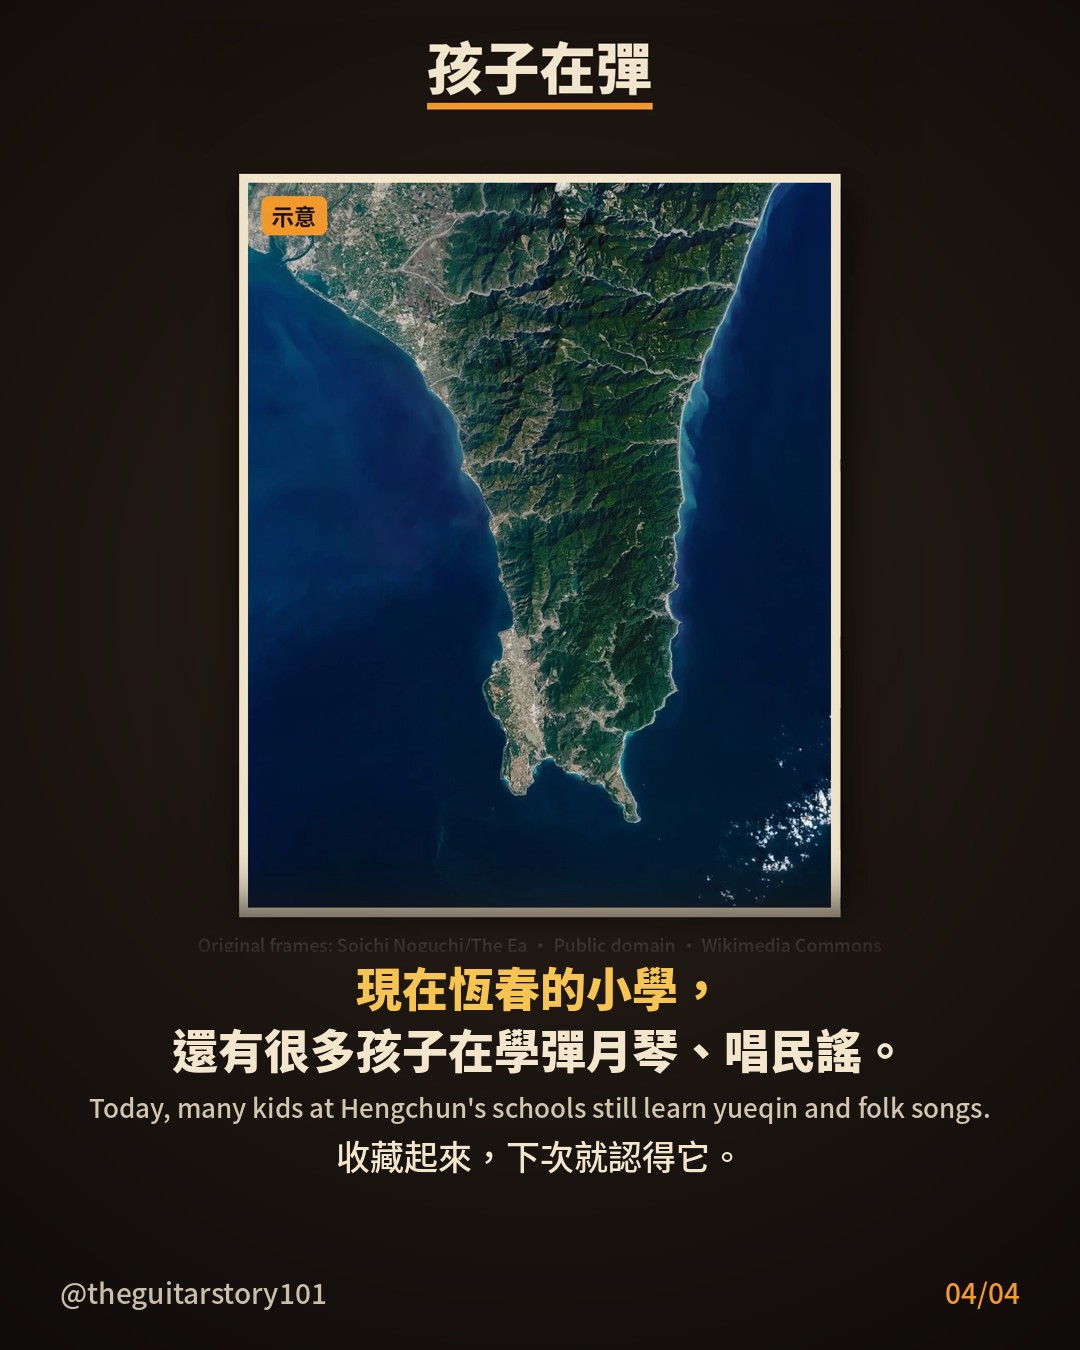 孩子在彈
示意
Original frames: Soichi Noguchi/The Ea • Public domain • Wikimedia Commons
現在恆春的小學，
還有很多孩子在學彈月琴、唱民謠。
Today, many kids at Hengchun's schools still learn yueqin and folk songs.
收藏起來，下次就認得它。
@theguitarstory101
04/04